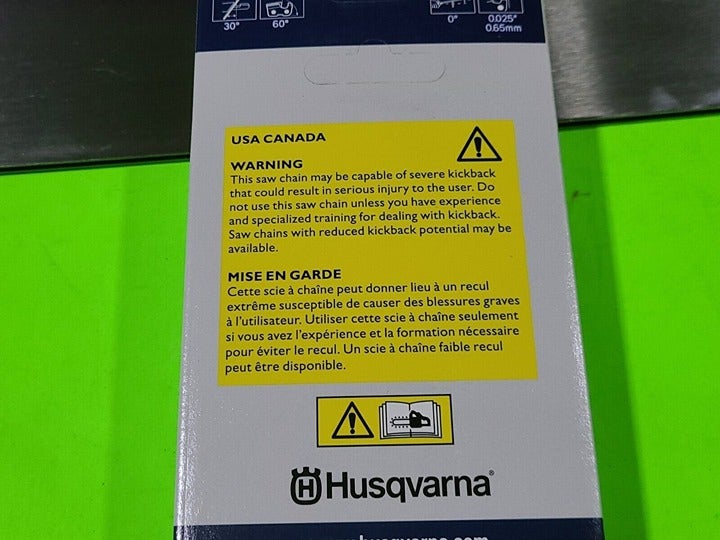 30° 60° 0° 0.025"
0.65mm
USA CANADA
WARNING
This saw chain may be capable of severe kickback
that could result in serious injury to the user. Do
not use this saw chain unless you have experience
and specialized training for dealing with kickback.
Saw chains with reduced kickback potential may be
available.
MISE EN GARDE
Cette scie à chaîne peut donner lieu à un recul
extrême susceptible de causer des blessures graves
à l'utilisateur. Utiliser cette scie à chaîne seulement
si vous avez l'expérience et la formation nécessaire
pour éviter le recul. Un scie à chaîne faible recul
peut être disponible.
Husqvarna®